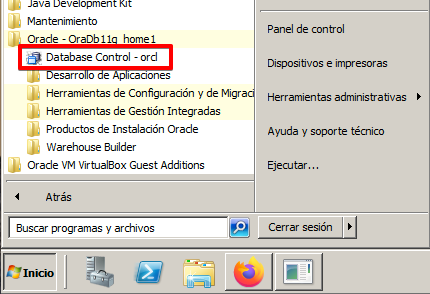 Java Development Kit
Mantenimiento
Oracle - OraDb11g_home1
Database Control - orcl
Desarrollo de Aplicaciones
Herramientas de Configuración y de Migraci
Herramientas de Gestión Integradas
Productos de Instalación Oracle
Warehouse Builder
Oracle VM VirtualBox Guest Additions
Atrás
Buscar programas y archivos
Panel de control
Dispositivos e impresoras
Herramientas administrativas
Ayuda y soporte técnico
Ejecutar...
Cerrar sesión
Inicio